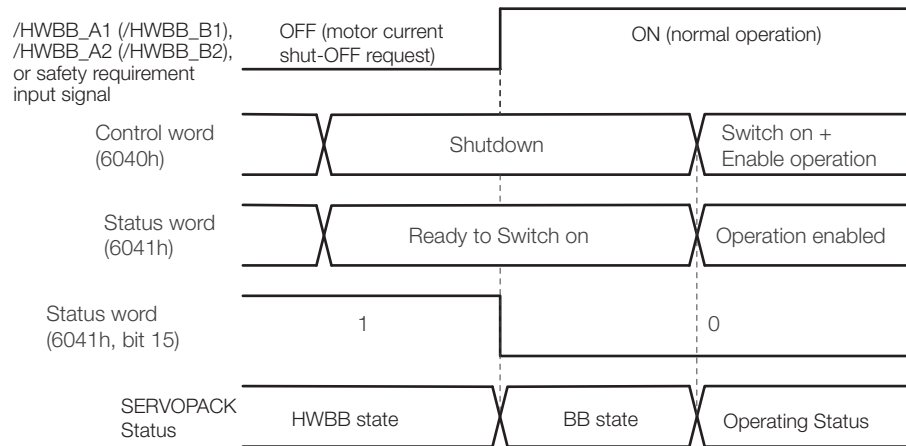 /HWBB_A1 (/HWBB_B1),
/HWBB_A2 (/HWBB_B2),
or safety requirement
input signal
OFF (motor current
shut-OFF request)
ON (normal operation)
Control word
(6040h)
Shutdown
Switch on +
Enable operation
Status word
(6041h)
Ready to Switch on
Operation enabled
Status word
(6041h, bit 15)
1
0
SERVOPACK
Status
HWBB state
BB state
Operating Status